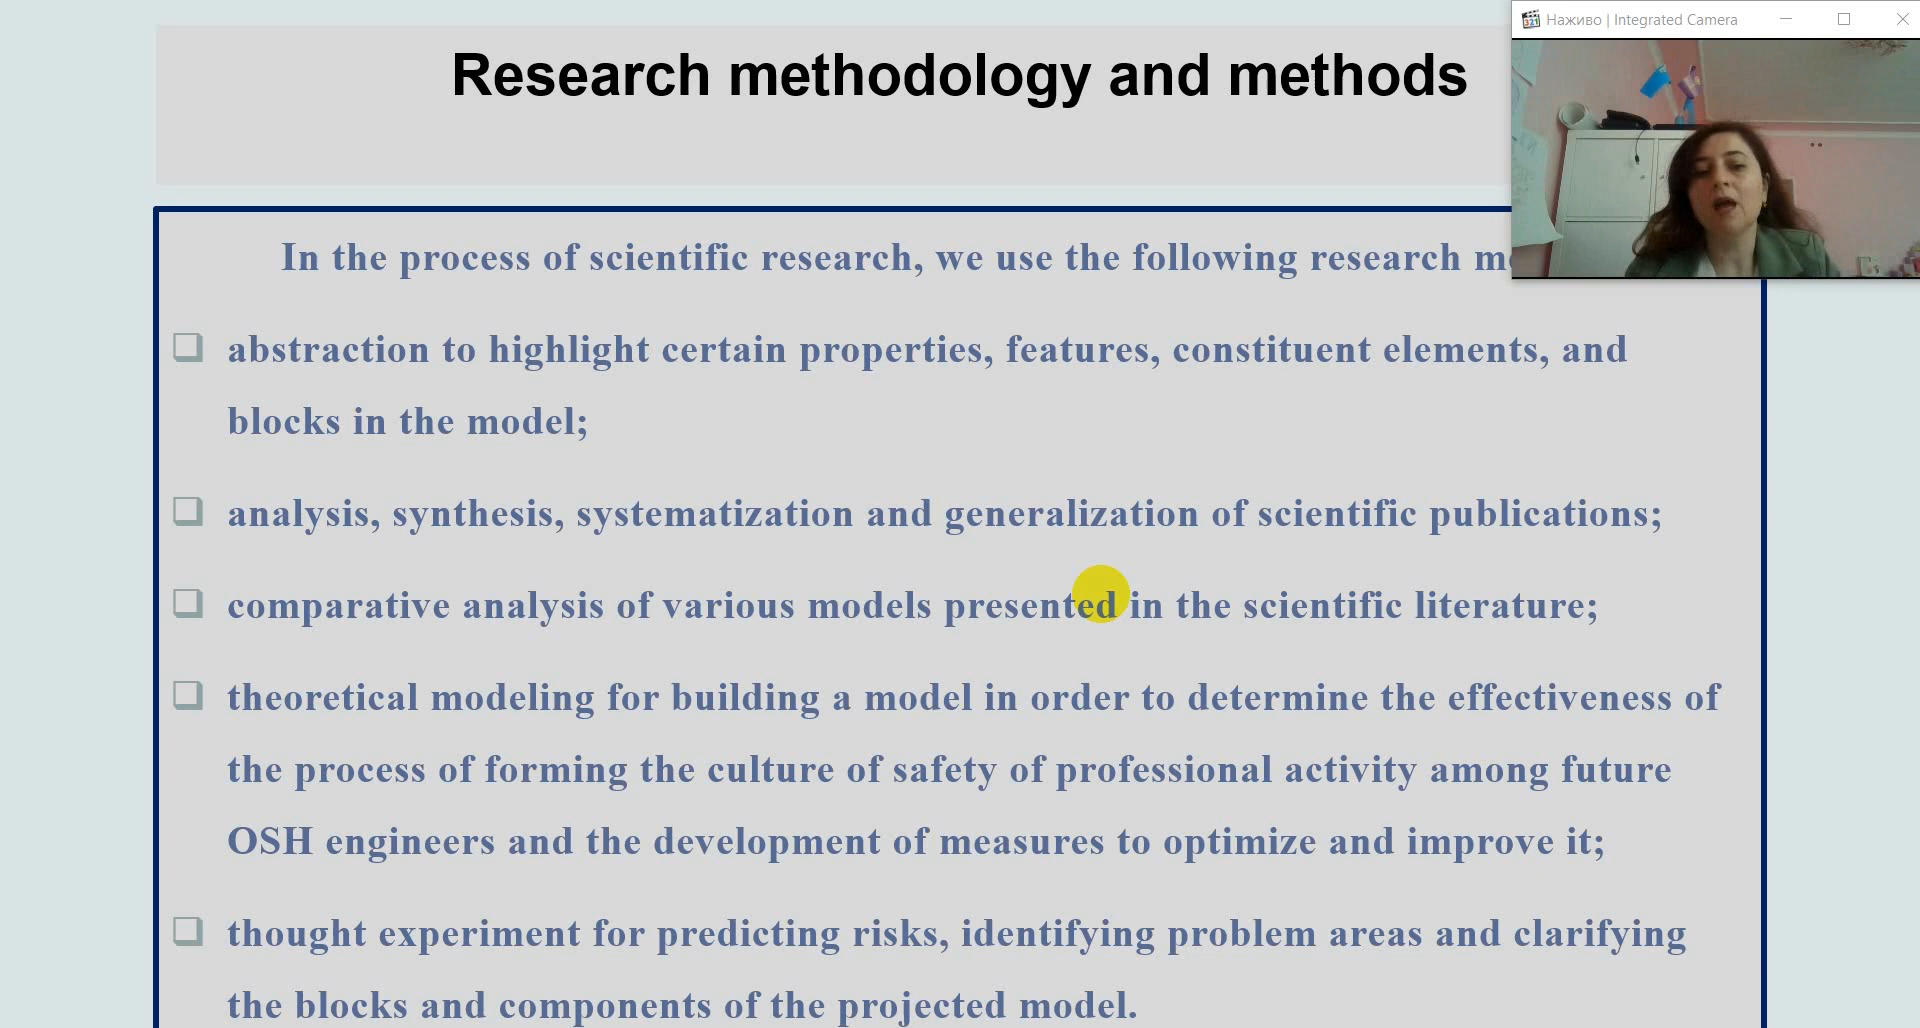 Research methodology and methods
Наживо | Integrated Camera
In the process of scientific research, we use the following research
abstraction to highlight certain properties, features, constituent elements, and
blocks in the model;
analysis, synthesis, systematization and generalization of scientific publications;
comparative analysis of various models presented in the scientific literature;
theoretical modeling for building a model in order to determine the effectiveness of
the process of forming the culture of safety of professional activity among future
OSH engineers and the development of measures to optimize and improve it;
thought experiment for predicting risks, identifying problem areas and clarifying
the blocks and components of the projected model.